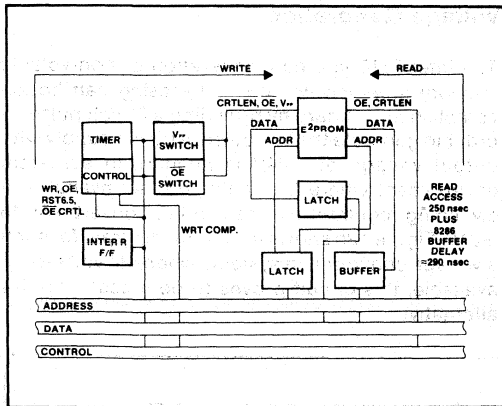 WRITE
READ
CRTLEN, OE, VPP
OE, CRTLEN
DATA
ADDR
E²PROM
DATA
ADDR
TIMER
VPP
SWITCH
CONTROL
OE
SWITCH
WR, OE,
RST6.5,
OE CRTL
WRT COMP.
INTER R
F/F
LATCH
LATCH
BUFFER
READ
ACCESS
≈250 nsec
PLUS
8286
BUFFER
DELAY
≈290 nsec
ADDRESS
DATA
CONTROL